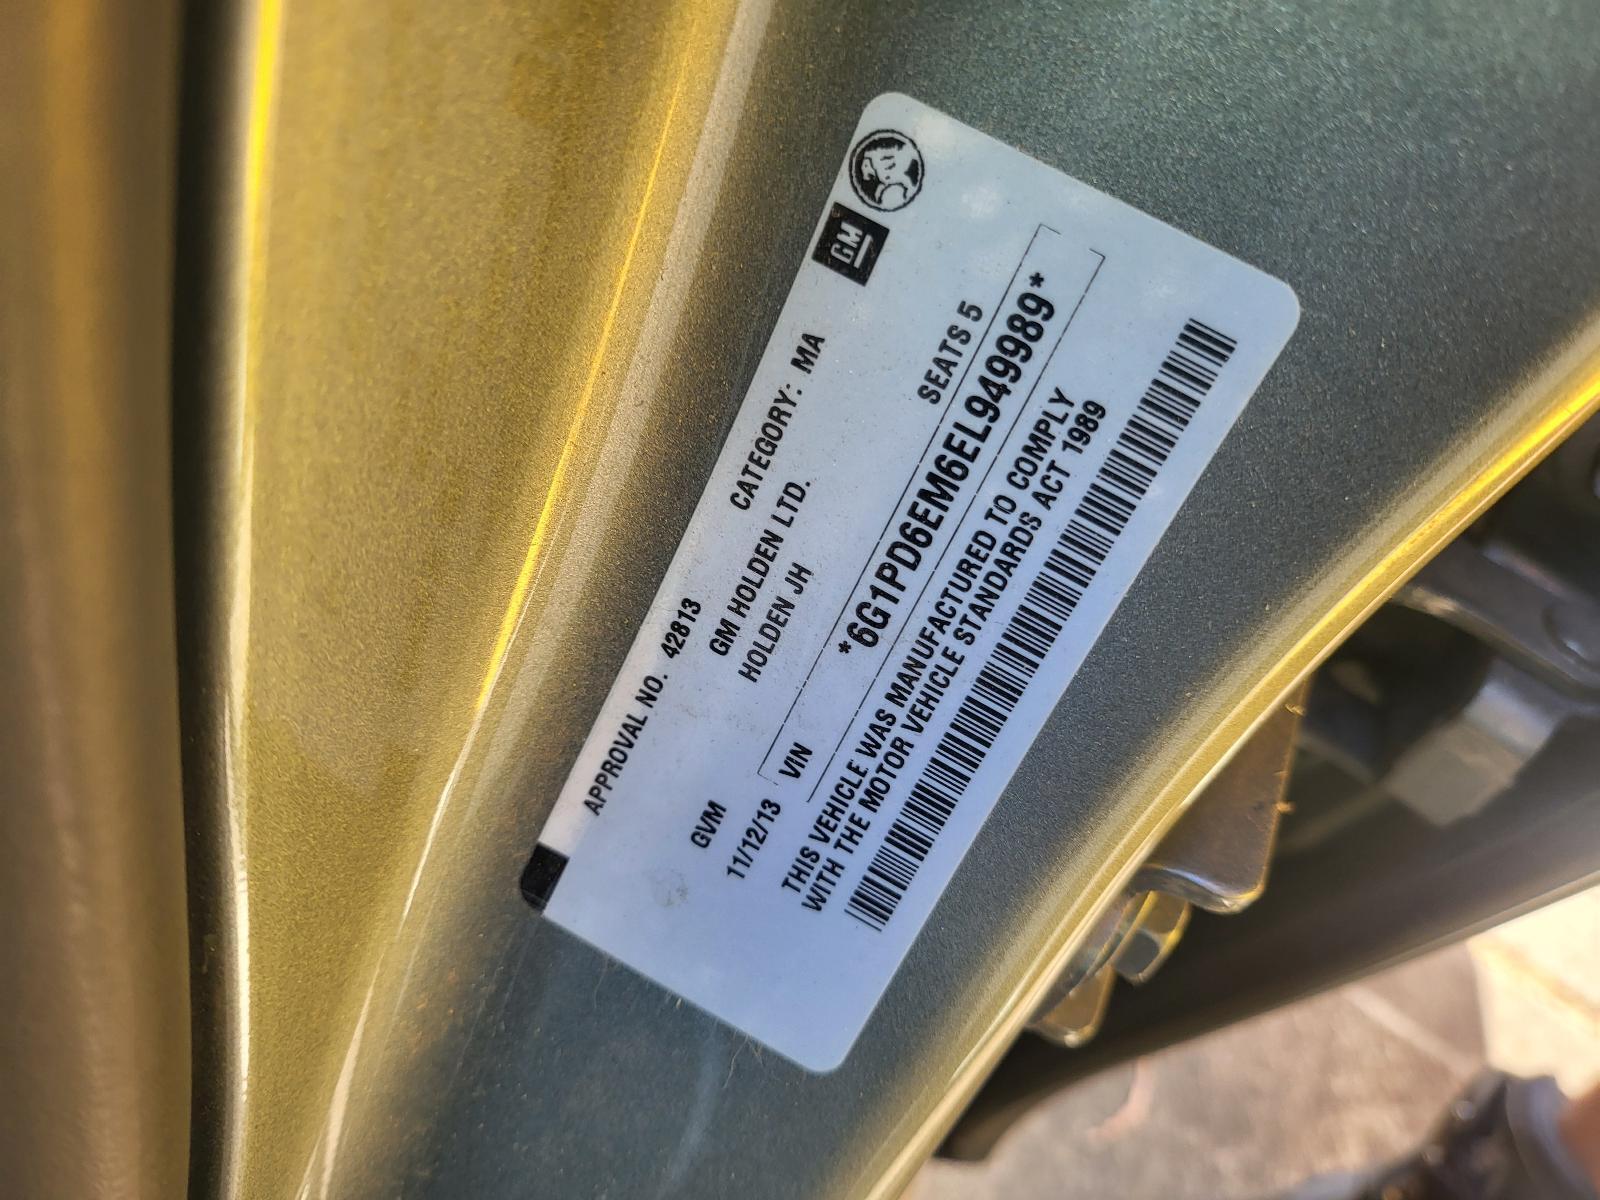 GM
APPROVAL NO. 42813 CATEGORY: MA
GM HOLDEN LTD.
HOLDEN JH
GVM SEATS 5
11/12/13
VIN *6G1PD6EM6EL949989*
THIS VEHICLE WAS MANUFACTURED TO COMPLY
WITH THE MOTOR VEHICLE STANDARDS ACT 1989